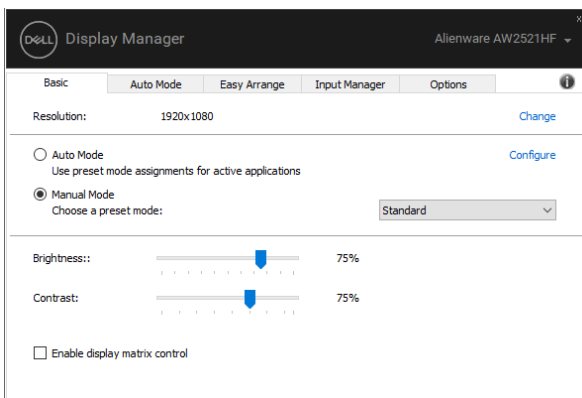 DELL Display Manager Alienware AW2521HF
x
Basic Auto Mode Easy Arrange Input Manager Options i
Resolution: 1920x1080 Change
Auto Mode Configure
Use preset mode assignments for active applications
Manual Mode
Choose a preset mode: Standard
Brightness:: 75%
Contrast: 75%
Enable display matrix control